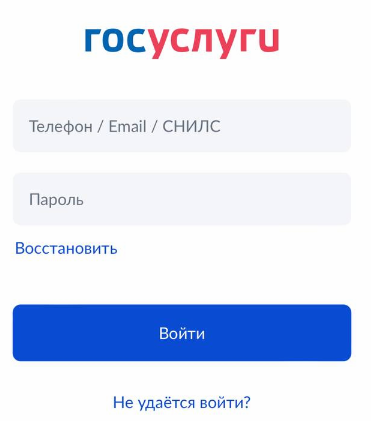 госуслуги
Телефон / Email / СНИЛС
Пароль
Восстановить
Войти
Не удаётся войти?